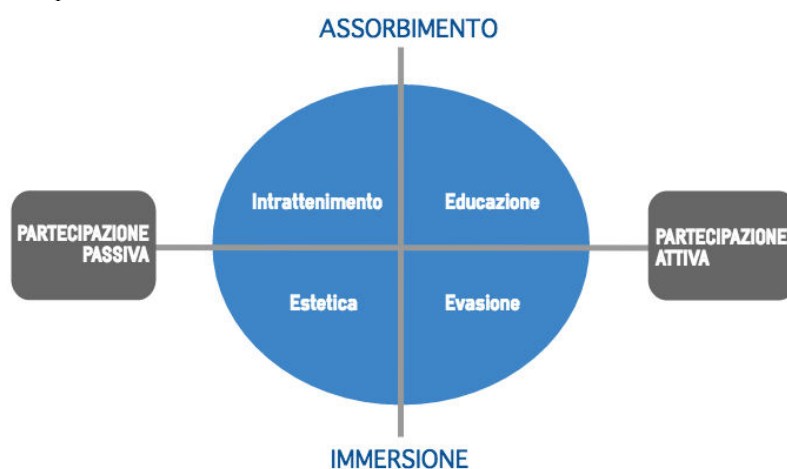 ASSORBIMENTO
Intrattenimento
Educazione
PARTECIPAZIONE
PASSIVA
PARTECIPAZIONE
ATTIVA
Estetica
Evasione
IMMERSIONE